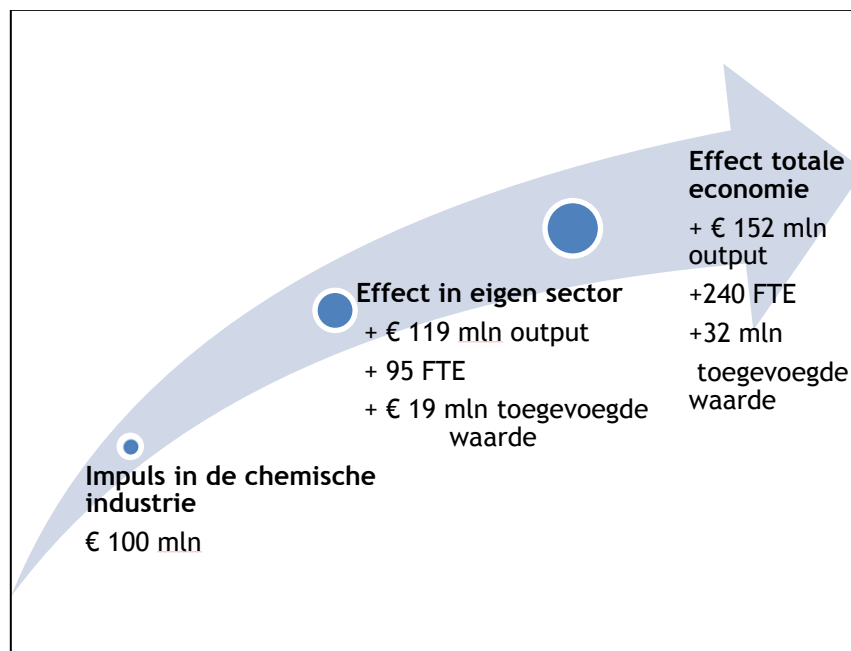 Impuls in de chemische
industrie
€ 100 mln
Effect in eigen sector
+ € 119 mln output
+ 95 FTE
+ € 19 mln toegevoegde
waarde
Effect totale
economie
+ € 152 mln
output
+240 FTE
+32 mln
toegevoegde
waarde